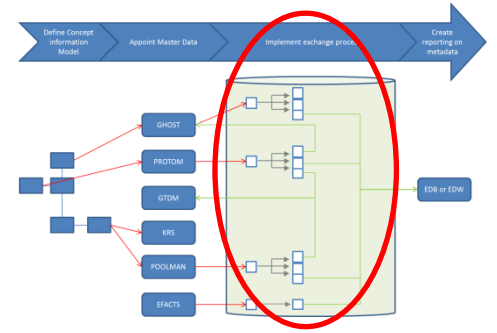 Define Concept
information
Model
Appoint Master Data
Implement exchange proce
Create
reporting on
metadata
GHOST
PROTOM
GTDM
KRS
POOLMAN
EFACTS
EDB or EDW